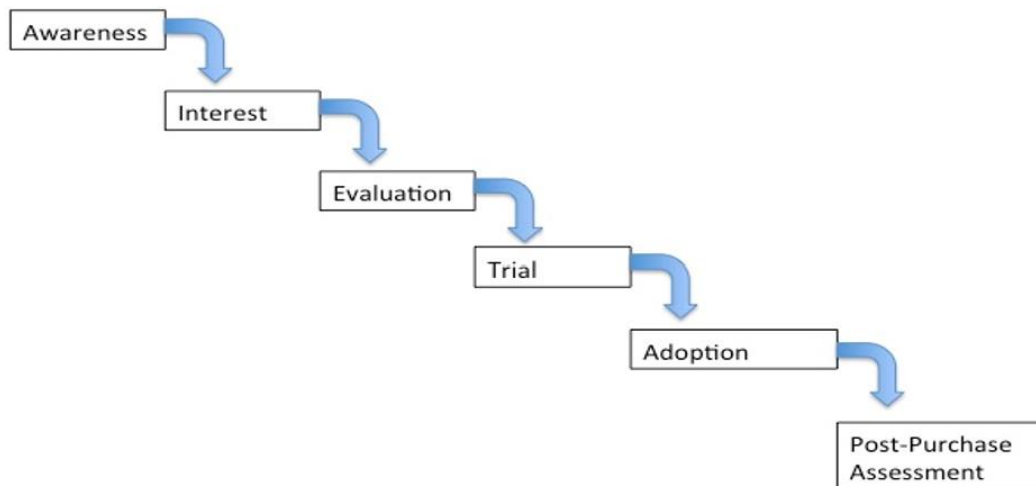 Awareness
Interest
Evaluation
Trial
Adoption
Post-Purchase
Assessment